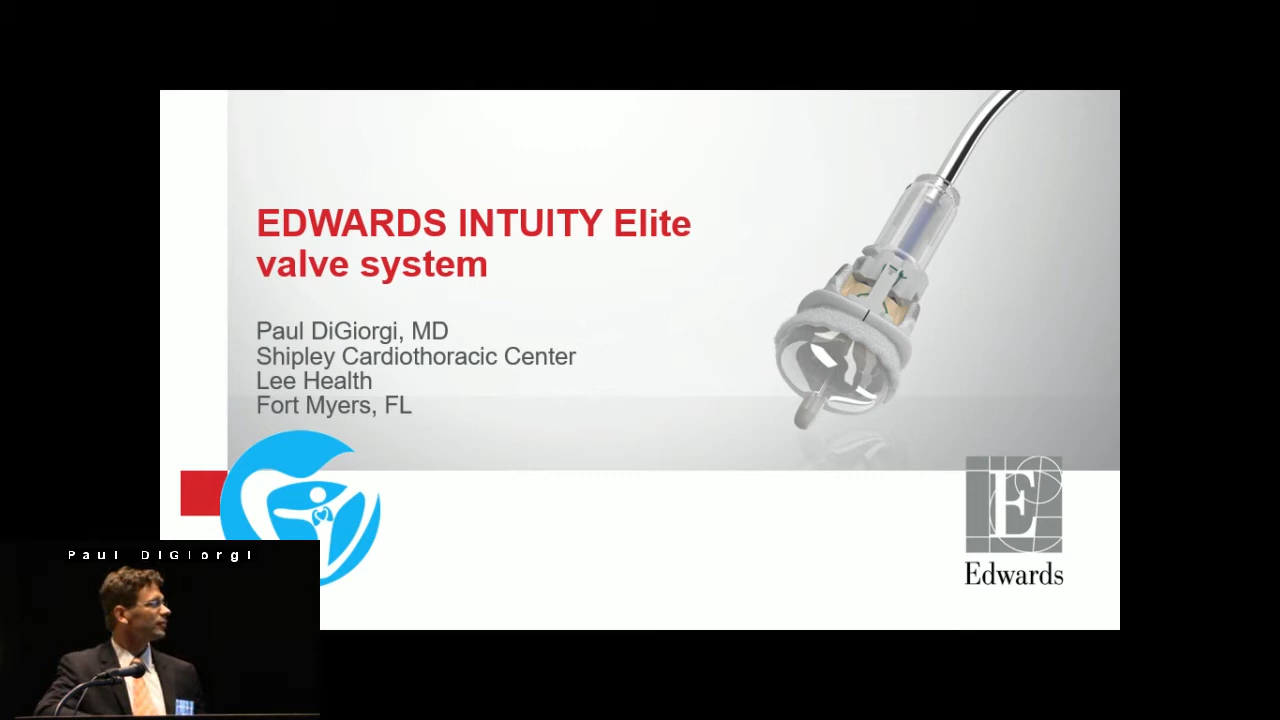 EDWARDS INTUITY Elite
valve system
Paul DiGiorgi, MD
Shipley Cardiothoracic Center
Lee Health
Fort Myers, FL
E
Edwards
Paul DiGiorgi